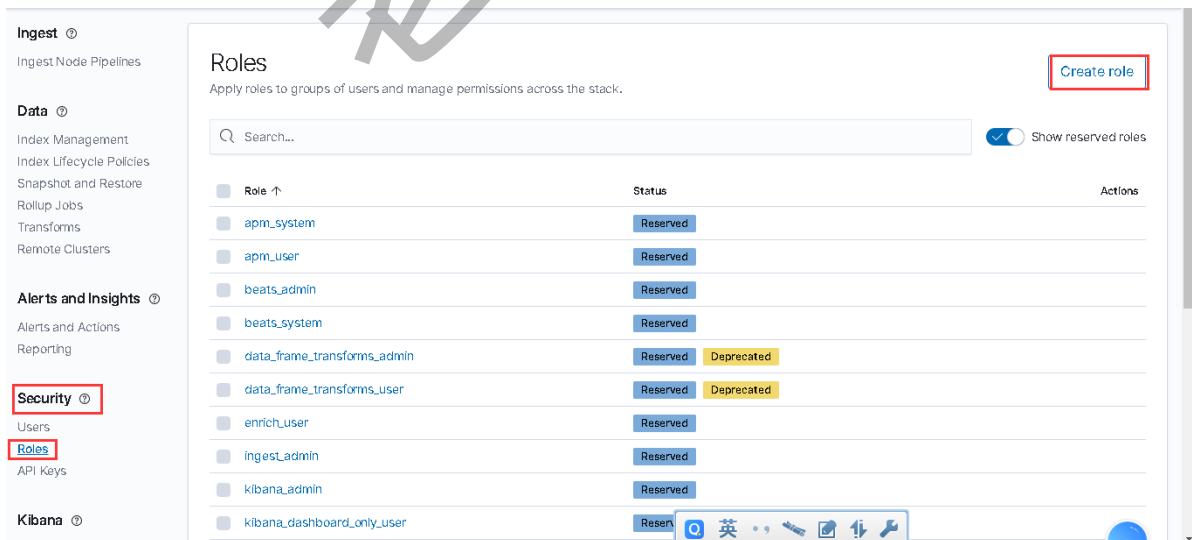 Ingest
Ingest Node Pipelines
Data
Index Management
Index Lifecycle Policies
Snapshot and Restore
Rollup Jobs
Transforms
Remote Clusters
Alerts and Insights
Alerts and Actions
Reporting
Security
Users
Roles
API Keys
Kibana
Roles
Create role
Apply roles to groups of users and manage permissions across the stack.
Search...
Show reserved roles
Role Status Actions
apm_system Reserved
apm_user Reserved
beats_admin Reserved
beats_system Reserved
data_frame_transforms_admin Reserved Deprecated
data_frame_transforms_user Reserved Deprecated
enrich_user Reserved
ingest_admin Reserved
kibana_admin Reserved
kibana_dashboard_only_user
英